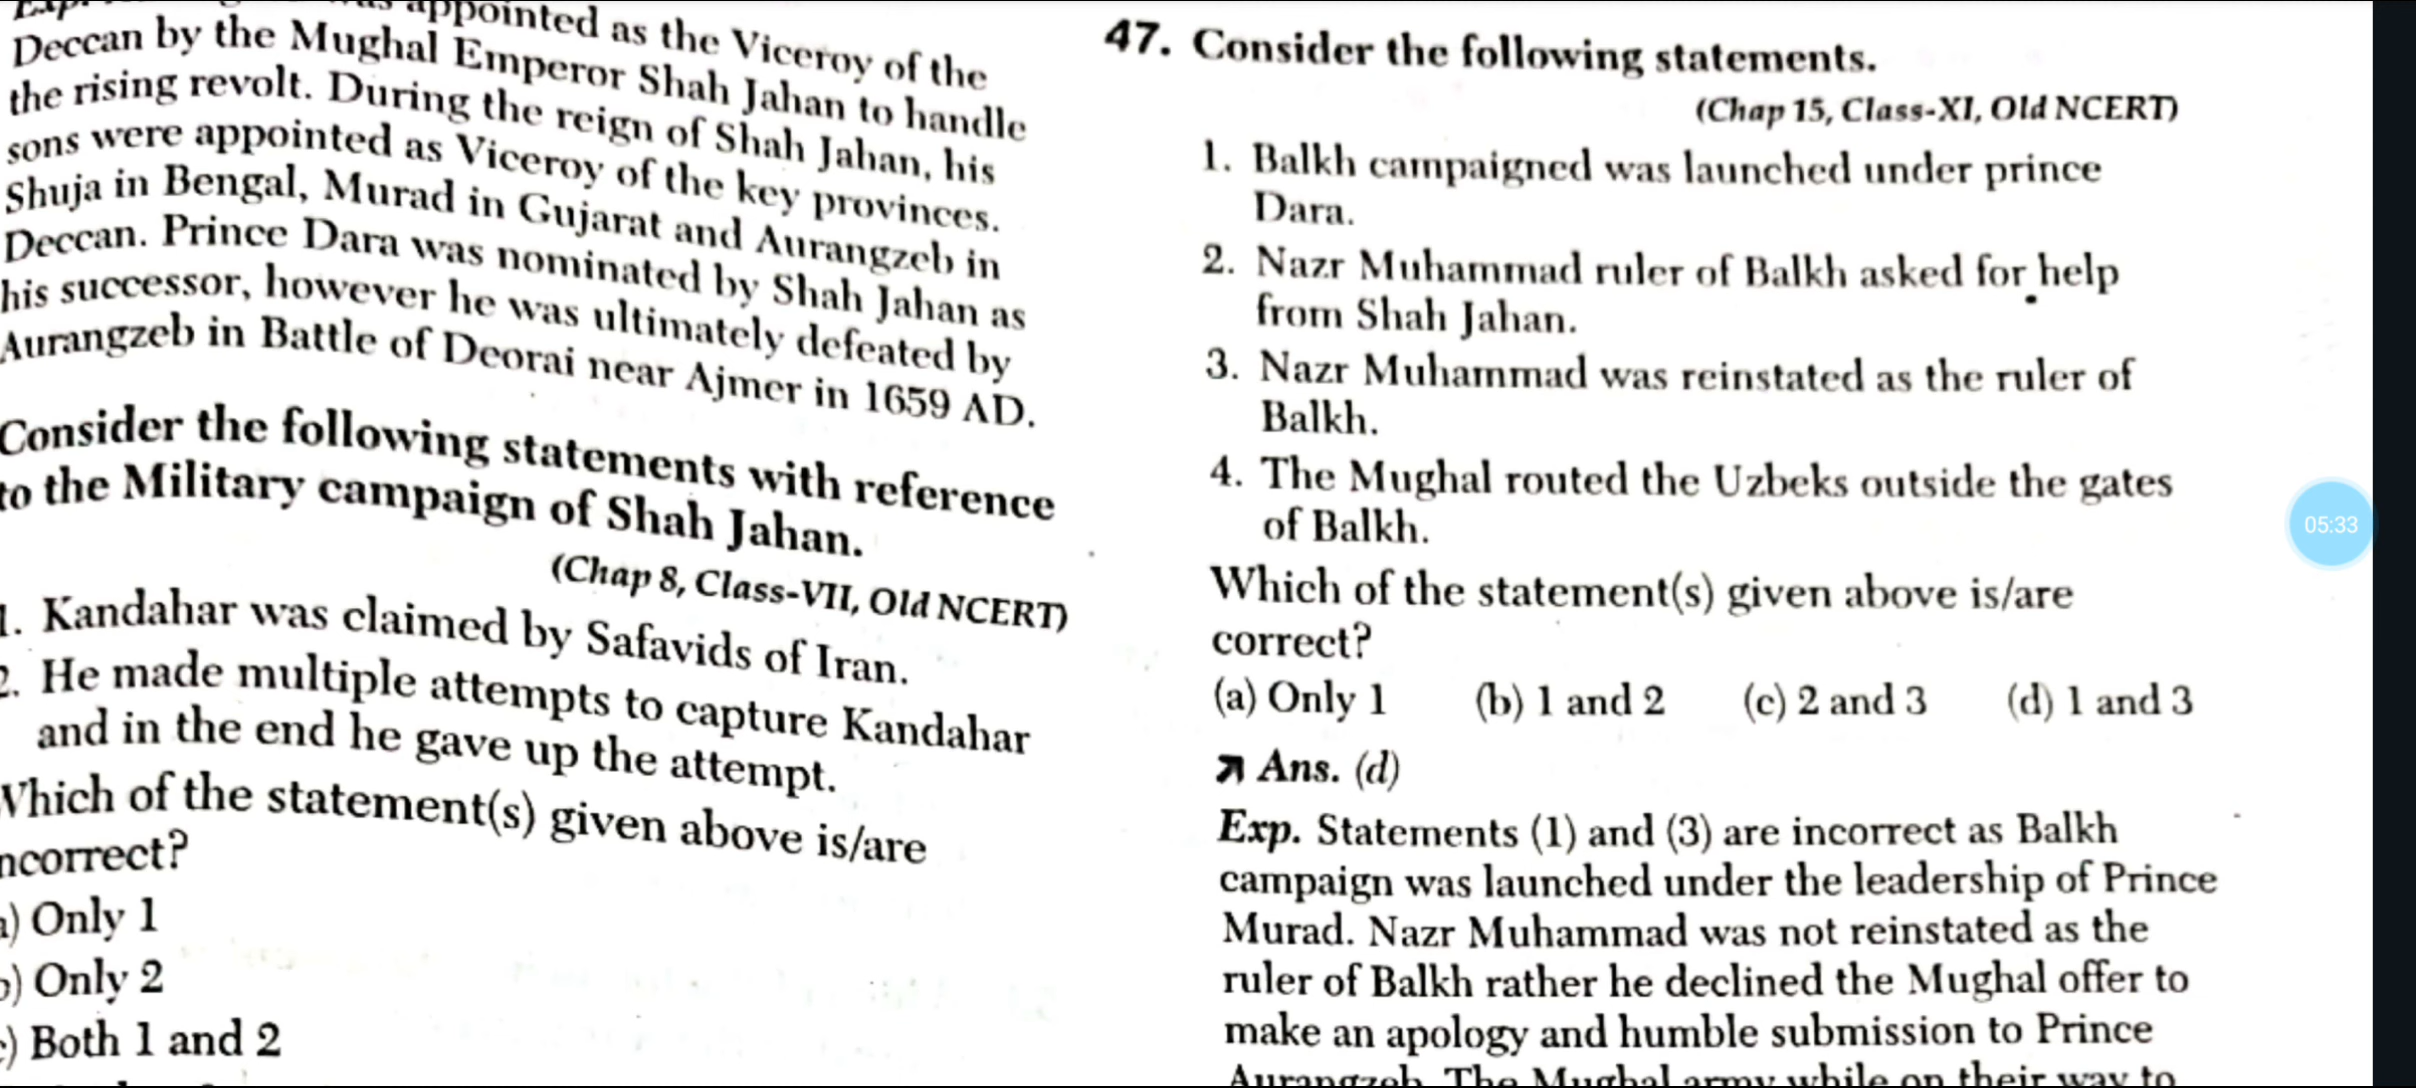 was appointed as the Viceroy of the
Deccan by the Mughal Emperor Shah Jahan to handle
the rising revolt. During the reign of Shah Jahan, his
sons were appointed as Viceroy of the key provinces.
Shuja in Bengal, Murad in Gujarat and Aurangzeb in
Deccan. Prince Dara was nominated by Shah Jahan as
his successor, however he was ultimately defeated by
Aurangzeb in Battle of Deorai near Ajmer in 1659 AD.
Consider the following statements with reference
to the Military campaign of Shah Jahan.
(Chap 8, Class-VII, Old NCERT)
1. Kandahar was claimed by Safavids of Iran.
2. He made multiple attempts to capture Kandahar
and in the end he gave up the attempt.
Which of the statement(s) given above is/are
ncorrect?
) Only 1
) Only 2
) Both 1 and 2
47. Consider the following statements.
(Chap 15, Class-XI, Old NCERT)
1. Balkh campaigned was launched under prince
Dara.
2. Nazr Muhammad ruler of Balkh asked for help
from Shah Jahan.
3. Nazr Muhammad was reinstated as the ruler of
Balkh.
4. The Mughal routed the Uzbeks outside the gates
of Balkh.
Which of the statement(s) given above is/are
correct?
(a) Only 1 (b) 1 and 2 (c) 2 and 3 (d) 1 and 3
Ans. (d)
Exp. Statements (1) and (3) are incorrect as Balkh
campaign was launched under the leadership of Prince
Murad. Nazr Muhammad was not reinstated as the
ruler of Balkh rather he declined the Mughal offer to
make an apology and humble submission to Prince
Aurangzeb. The Mughal army while on their way to
05:33